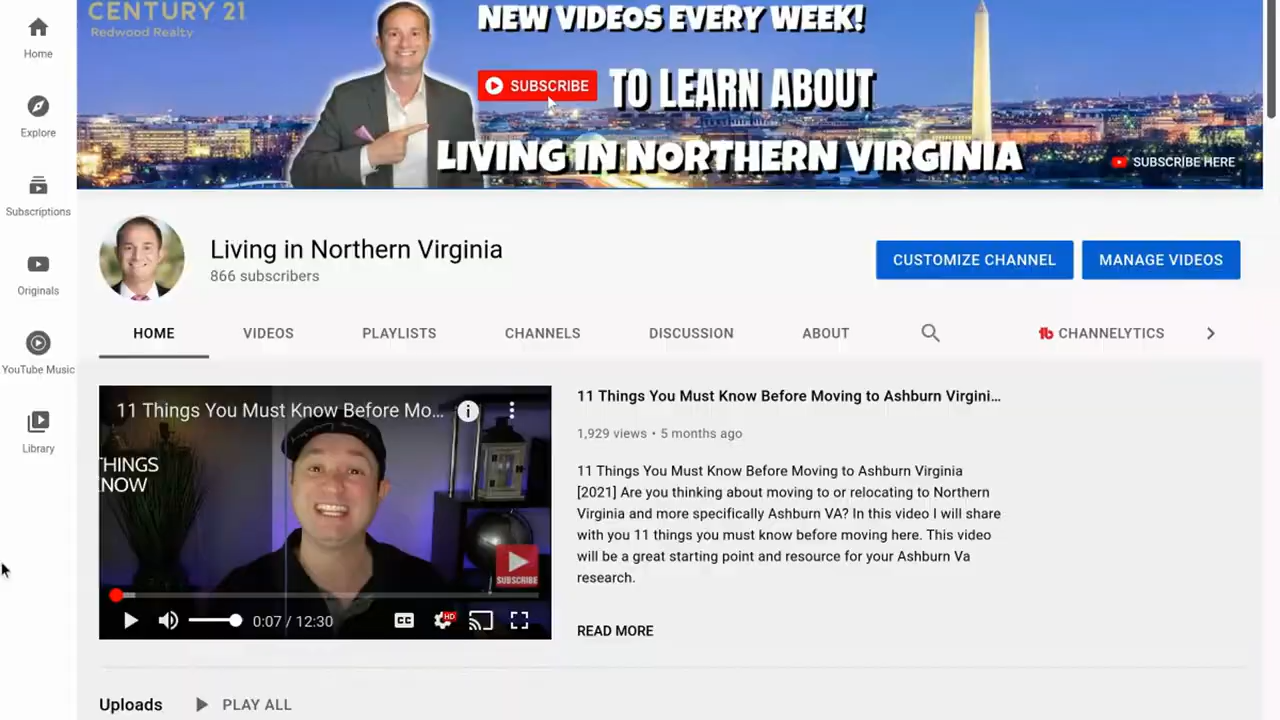 CENTURY 21
Redwood Realty
NEW VIDEOS EVERY WEEK!
SUBSCRIBE TO LEARN ABOUT
LIVING IN NORTHERN VIRGINIA
SUBSCRIBE HERE
Home
Explore
Subscriptions
Originals
YouTube Music
Library
Living in Northern Virginia
866 subscribers
CUSTOMIZE CHANNEL
MANAGE VIDEOS
HOME VIDEOS PLAYLISTS CHANNELS DISCUSSION ABOUT CHANNELYTICS
11 Things You Must Know Before Mo...
THINGS
KNOW
SUBSCRIBE
0:07 / 12:30
CC
HD
11 Things You Must Know Before Moving to Ashburn Virgini...
1,929 views • 5 months ago
11 Things You Must Know Before Moving to Ashburn Virginia
[2021] Are you thinking about moving to or relocating to Northern
Virginia and more specifically Ashburn VA? In this video I will share
with you 11 things you must know before moving here. This video
will be a great starting point and resource for your Ashburn Va
research.
READ MORE
Uploads
PLAY ALL